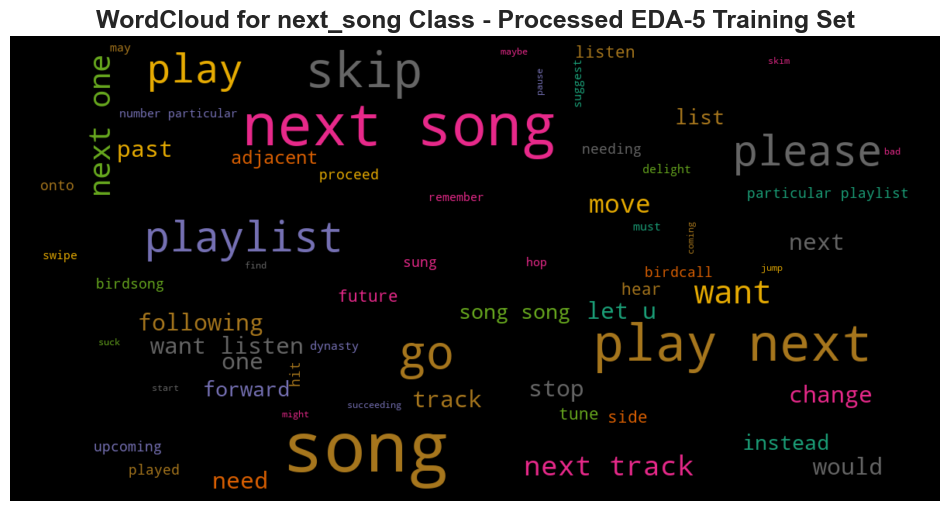 WordCloud for next_song Class - Processed EDA-5 Training Set
may
maybe
listen
skim
play
skip
pause
suggest
next one
number particular
next song
list
past
adjacent
needing
please
bad
proceed
delight
onto
remember
particular playlist
move
playlist
must
coming
next
swipe
find
sung
hop
birdcall
jump
birdsong
future
hear
want
following
song song
let u
suck
want listen
dynasty
go
play next
one
hit
start
forward
track
stop
change
succeeding
might
tune
side
upcoming
song
instead
played
need
next track
would